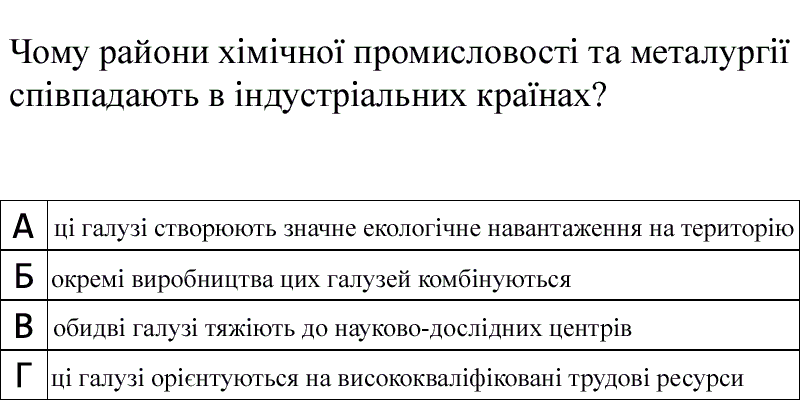 Чому райони хімічної промисловості та металургії
співпадають в індустріальних країнах?
А ці галузі створюють значне екологічне навантаження на територію
Б окремі виробництва цих галузей комбінуються
В обидві галузі тяжіють до науково-дослідних центрів
Г ці галузі орієнтуються на висококваліфіковані трудові ресурси